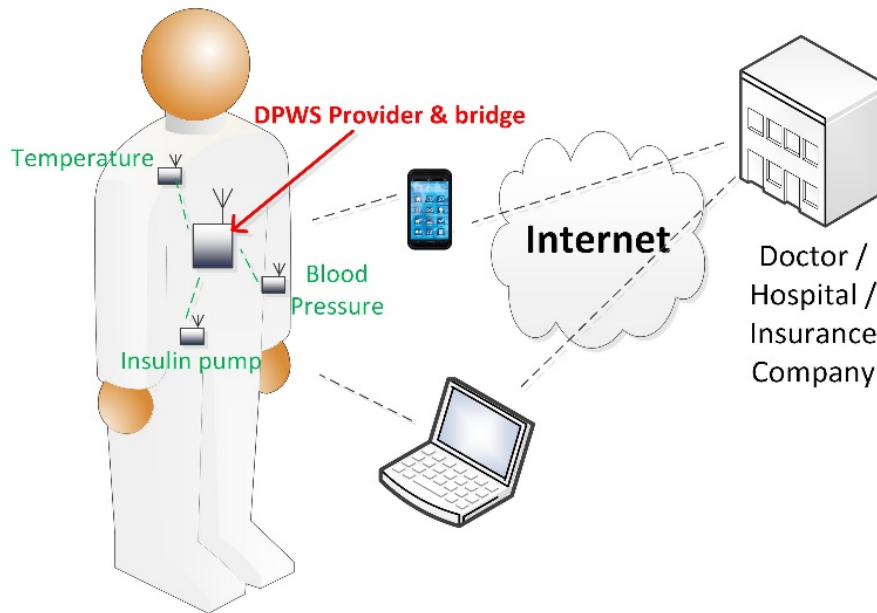 DPWS Provider & bridge
Temperature
Blood
Pressure
Insulin pump
Internet
Doctor /
Hospital /
Insurance
Company